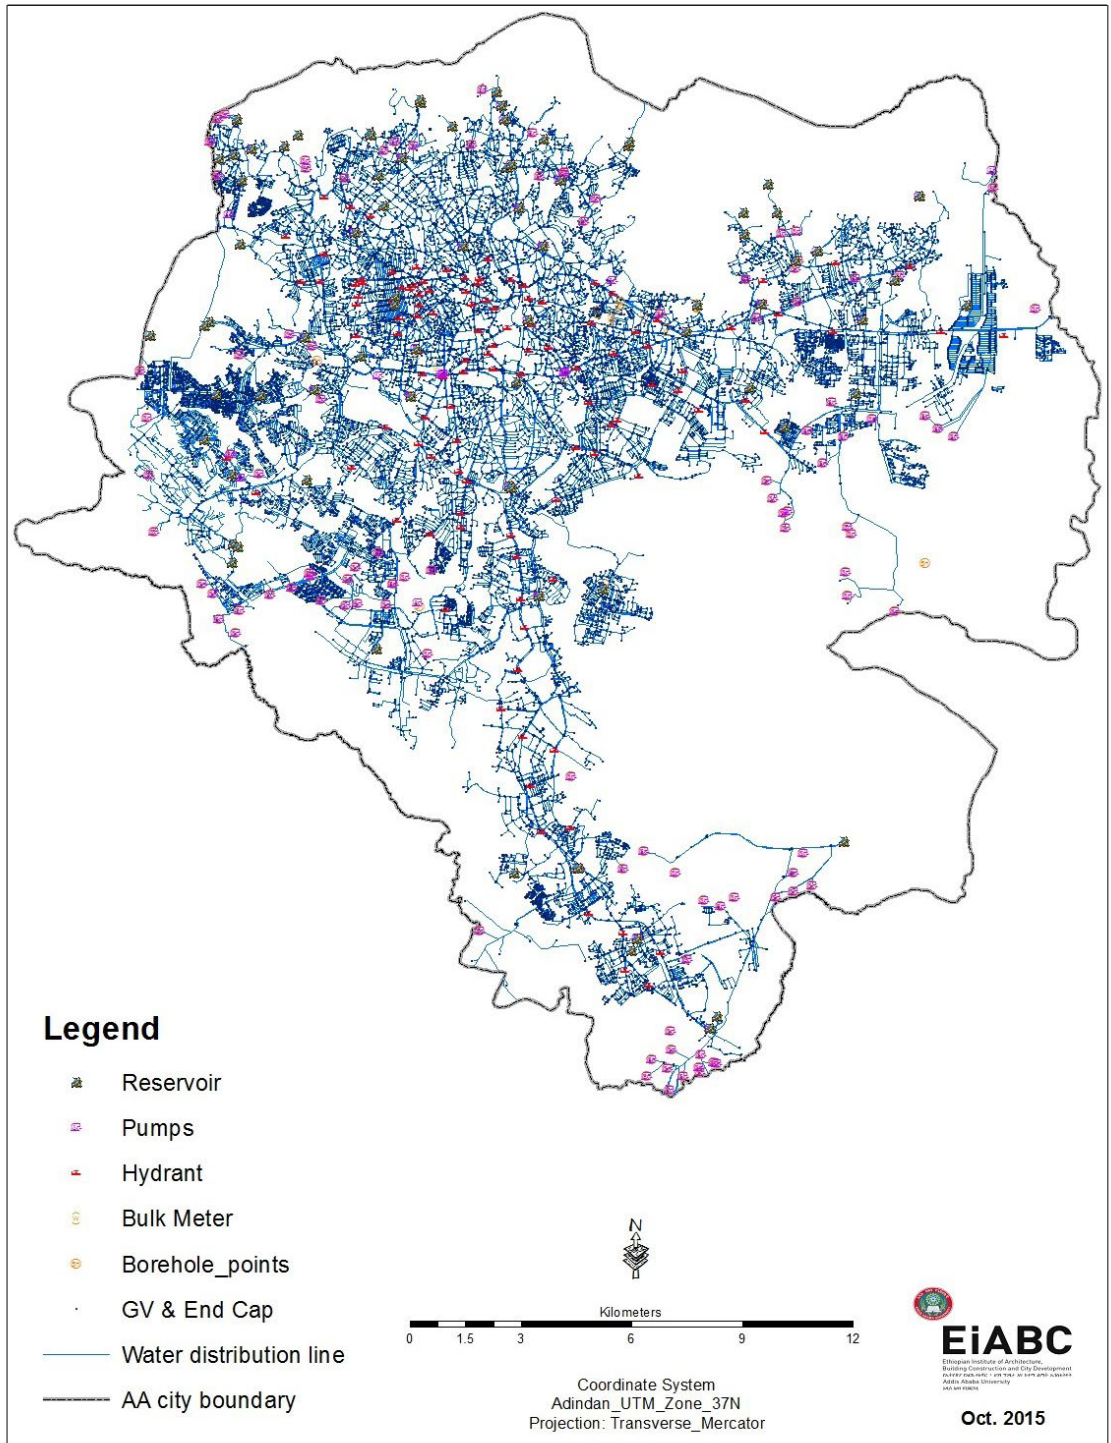 Legend
Reservoir
Pumps
Hydrant
Bulk Meter
Borehole_points
GV & End Cap
Water distribution line
AA city boundary
N
Kilometers
0 1.5 3 6 9 12
Coordinate System
Adindan_UTM_Zone_37N
Projection: Transverse_Mercator
EiABC
Ethiopian Institute of Architecture,
Building Construction and City Development
Addis Ababa University
Oct. 2015